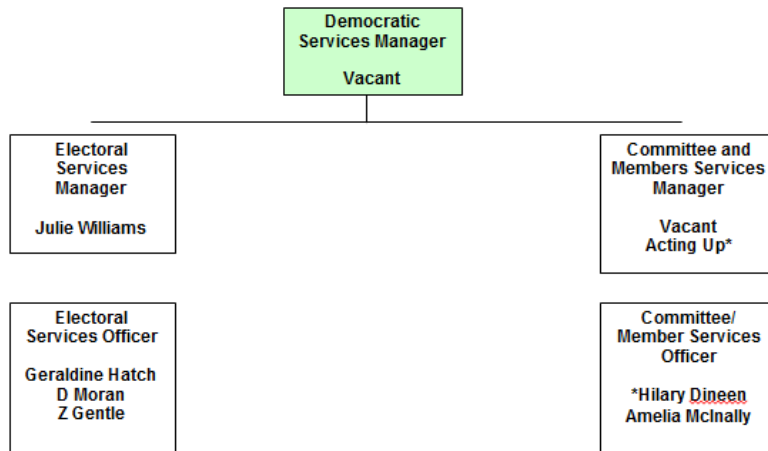 Democratic
Services Manager
Vacant
Electoral
Services
Manager
Julie Williams
Committee and
Members Services
Manager
Vacant
Acting Up*
Electoral
Services Officer
Geraldine Hatch
D Moran
Z Gentle
Committee/
Member Services
Officer
*Hilary Dineen
Amelia McInally